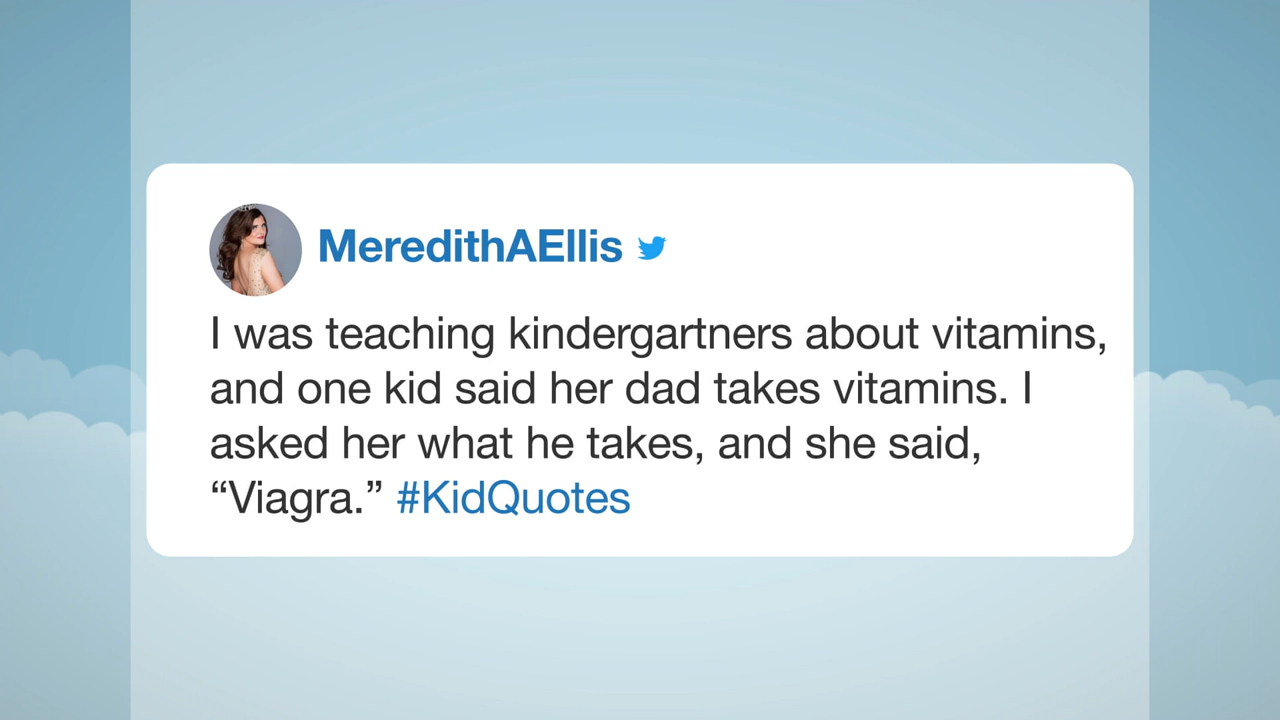 MeredithAEllis
I was teaching kindergartners about vitamins,
and one kid said her dad takes vitamins. I
asked her what he takes, and she said,
“Viagra.” #KidQuotes